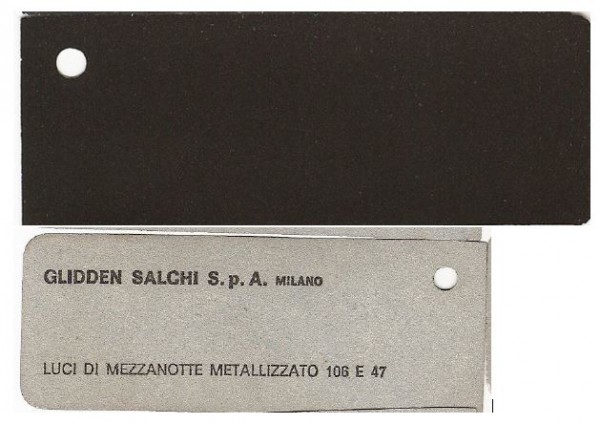 GLIDDEN SALCHI S.p.A. MILANO
LUCI DI MEZZANOTTE METALLIZZATO 106 E 47